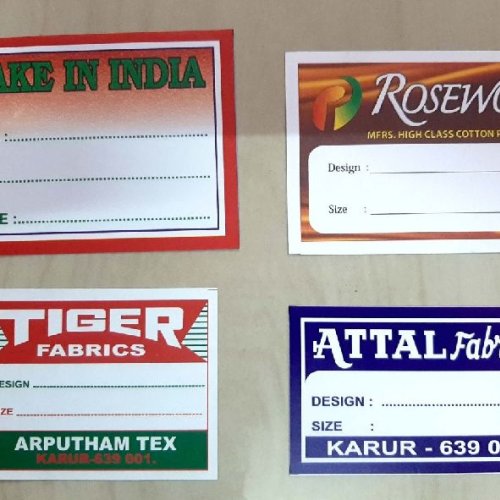 AKE IN INDIA
:
E :
ROSEWO
MFRS. HIGH CLASS COTTON F
Design :
Size :
TIGER
FABRICS
DESIGN
ZE
ARPUTHAM TEX
KARUR-639 001.
ATTAL Fabr
DESIGN :
SIZE :
KARUR - 639 0